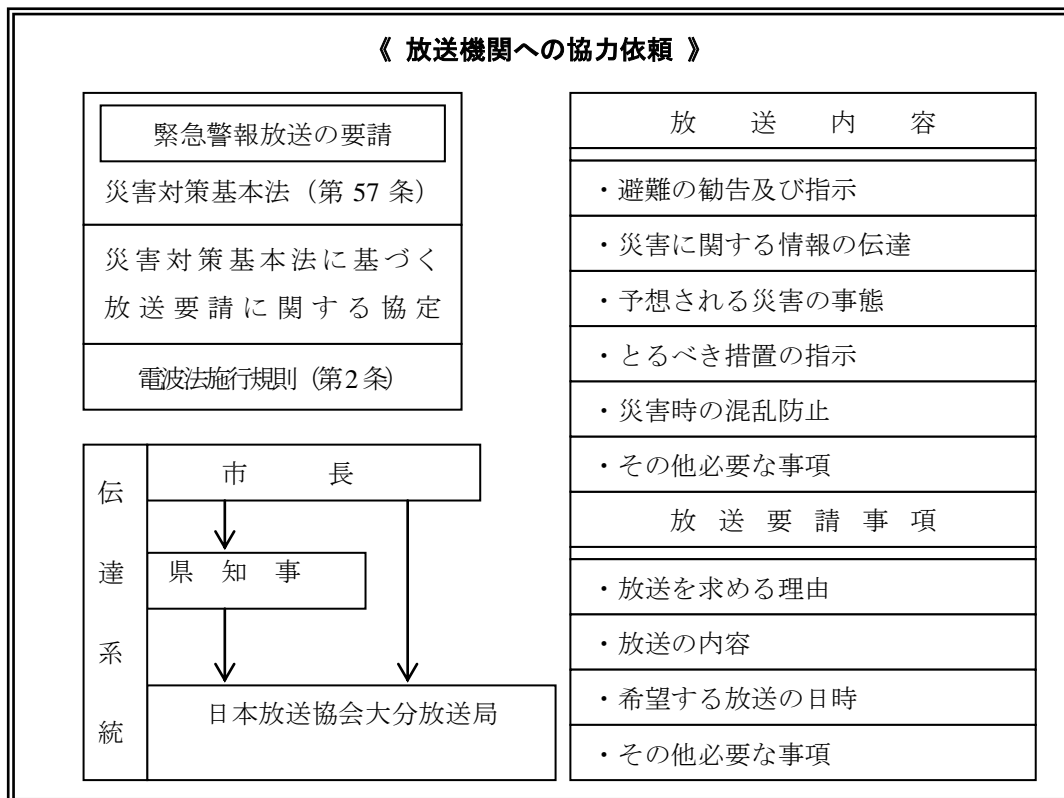 《 放送機関への協力依頼 》
緊急警報放送の要請
災害対策基本法（第 57 条）
災害対策基本法に基づく
放送要請に関する協定
電波法施行規則（第2条）
伝達系統
市長
県知事
日本放送協会大分放送局
放送内容
・避難の勧告及び指示
・災害に関する情報の伝達
・予想される災害の事態
・とるべき措置の指示
・災害時の混乱防止
・その他必要な事項
放送要請事項
・放送を求める理由
・放送の内容
・希望する放送の日時
・その他必要な事項